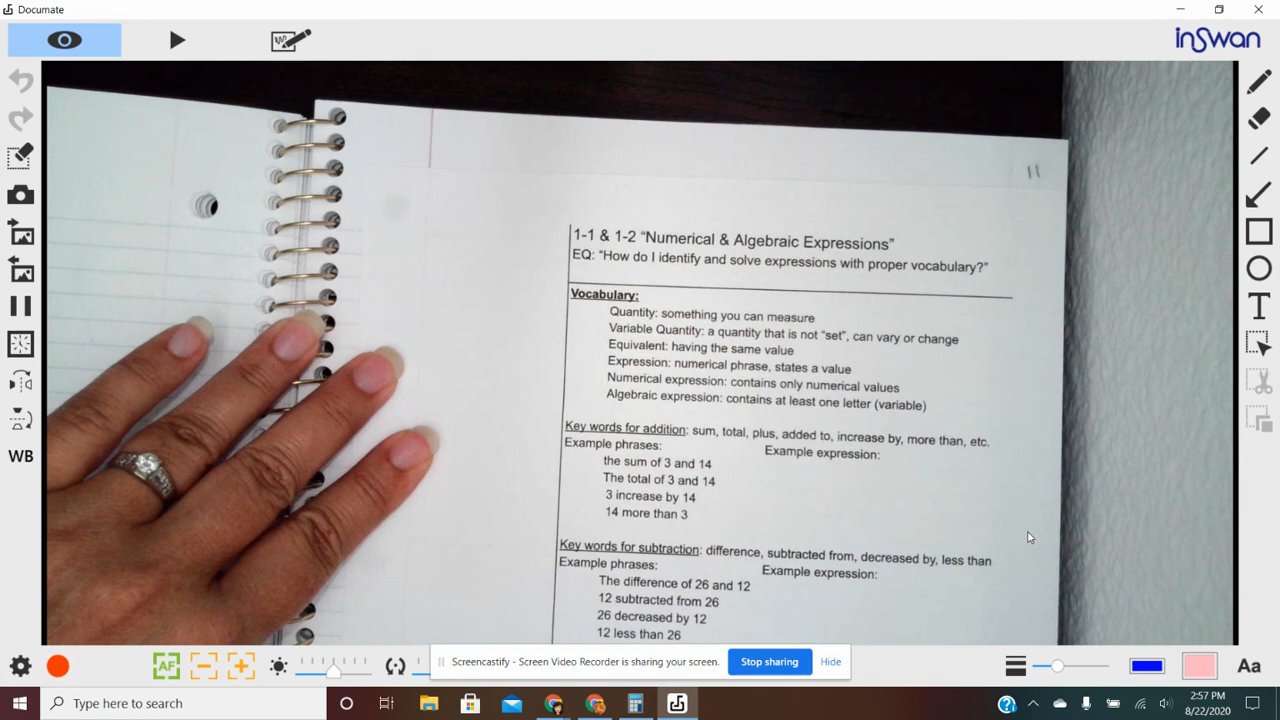 Documate
inSwan
11
1-1 & 1-2 “Numerical & Algebraic Expressions”
EQ: “How do I identify and solve expressions with proper vocabulary?”
Vocabulary:
Quantity: something you can measure
Variable Quantity: a quantity that is not “set”, can vary or change
Equivalent: having the same value
Expression: numerical phrase, states a value
Numerical expression: contains only numerical values
Algebraic expression: contains at least one letter (variable)
Key words for addition: sum, total, plus, added to, increase by, more than, etc.
Example phrases: Example expression:
the sum of 3 and 14
The total of 3 and 14
3 increase by 14
14 more than 3
Key words for subtraction: difference, subtracted from, decreased by, less than
Example phrases: Example expression:
The difference of 26 and 12
12 subtracted from 26
26 decreased by 12
12 less than 26
WB
T
AF
Screencastify - Screen Video Recorder is sharing your screen. Stop sharing Hide
Aa
Type here to search
2:57 PM
8/22/2020